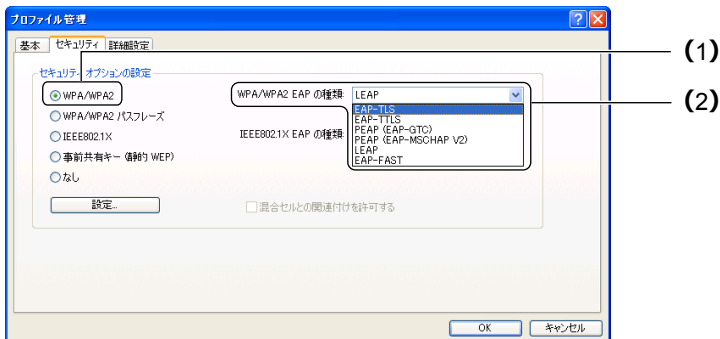 プロファイル管理
基本 セキュリティ 詳細設定
(1)
セキュリティ オプションの設定
WPA/WPA2 WPA/WPA2 EAP の種類: LEAP
(2)
EAP-TLS
WPA/WPA2 パスフレーズ EAP-TTLS
PEAP (EAP-GTC)
IEEE802.1X IEEE802.1X EAP の種類: PEAP (EAP-MSCHAP V2)
LEAP
事前共有キー (静的 WEP) EAP-FAST
なし
設定... 混合セルとの関連付けを許可する
OK キャンセル